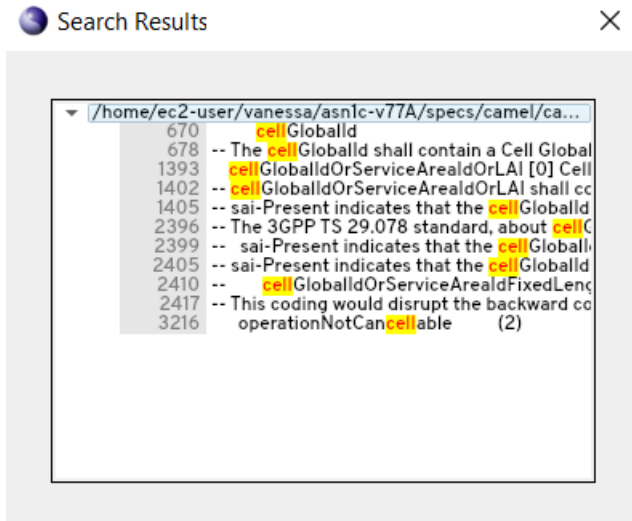 Search Results
/home/ec2-user/vanessa/asn1c-v77A/specs/camel/ca...
670 cellGlobalId
678 -- The cellGlobalId shall contain a Cell Global
1393 cellGlobalIdOrServiceAreaIdOrLAI [0] Cell
1402 -- cellGlobalIdOrServiceAreaIdOrLAI shall co
1405 -- sai-Present indicates that the cellGlobalId
2396 -- The 3GPP TS 29.078 standard, about cellG
2399 -- sai-Present indicates that the cellGlobalI
2405 -- sai-Present indicates that the cellGlobalId
2410 -- cellGlobalIdOrServiceAreaIdFixedLeng
2417 -- This coding would disrupt the backward co
3216 operationNotCancellable (2)